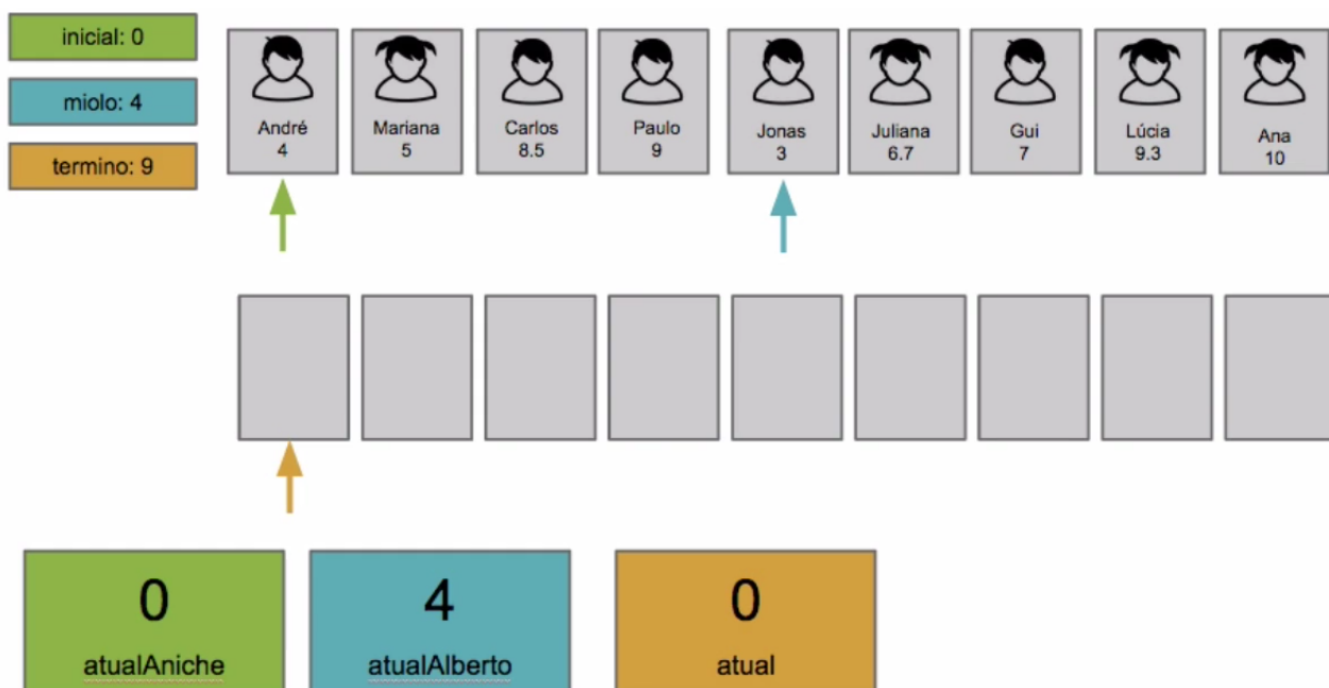 inicial: 0
miolo: 4
termino: 9
André
4
Mariana
5
Carlos
8.5
Paulo
9
Jonas
3
Juliana
6.7
Gui
7
Lúcia
9.3
Ana
10
0
atualAniche
4
atualAlberto
0
atual